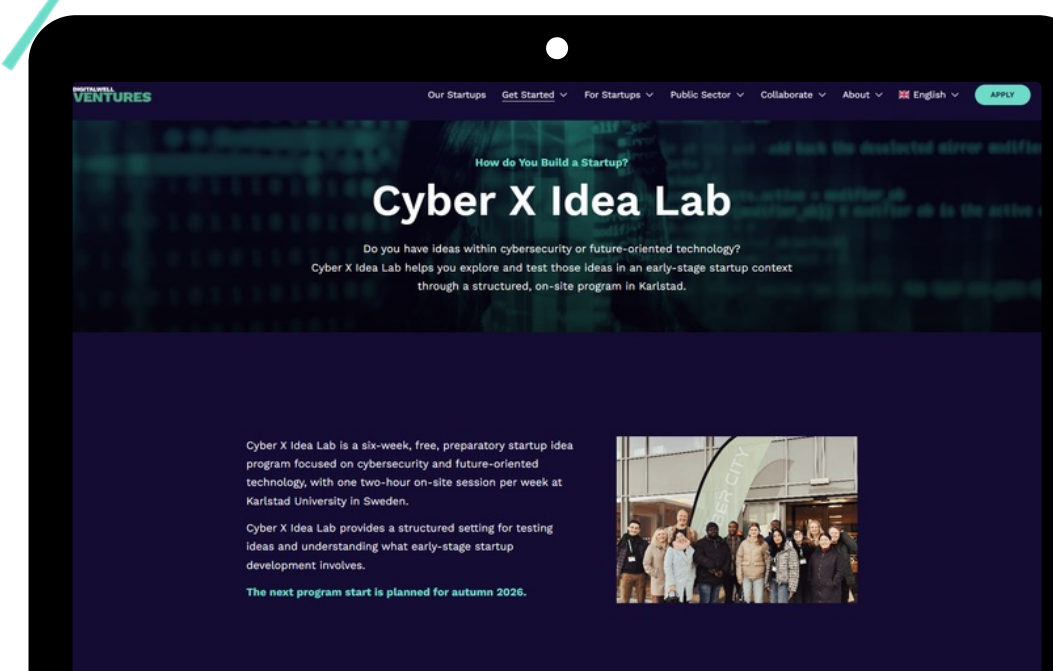 DIGITALWELL
VENTURES
Our Startups Get Started For Startups Public Sector Collaborate About English APPLY
How do You Build a Startup?
Cyber X Idea Lab
Do you have ideas within cybersecurity or future-oriented technology?
Cyber X Idea Lab helps you explore and test those ideas in an early-stage startup context
through a structured, on-site program in Karlstad.
Cyber X Idea Lab is a six-week, free, preparatory startup idea
program focused on cybersecurity and future-oriented
technology, with one two-hour on-site session per week at
Karlstad University in Sweden.
Cyber X Idea Lab provides a structured setting for testing
ideas and understanding what early-stage startup
development involves.
The next program start is planned for autumn 2026.
BER CITY